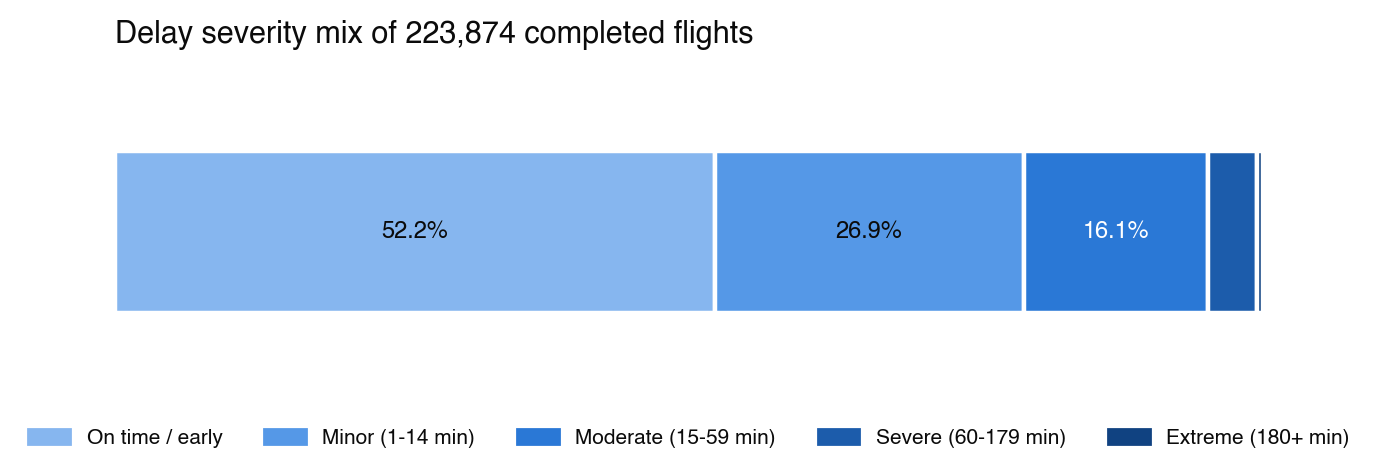 Delay severity mix of 223,874 completed flights
52.2% 26.9% 16.1%
On time / early Minor (1-14 min) Moderate (15-59 min) Severe (60-179 min) Extreme (180+ min)